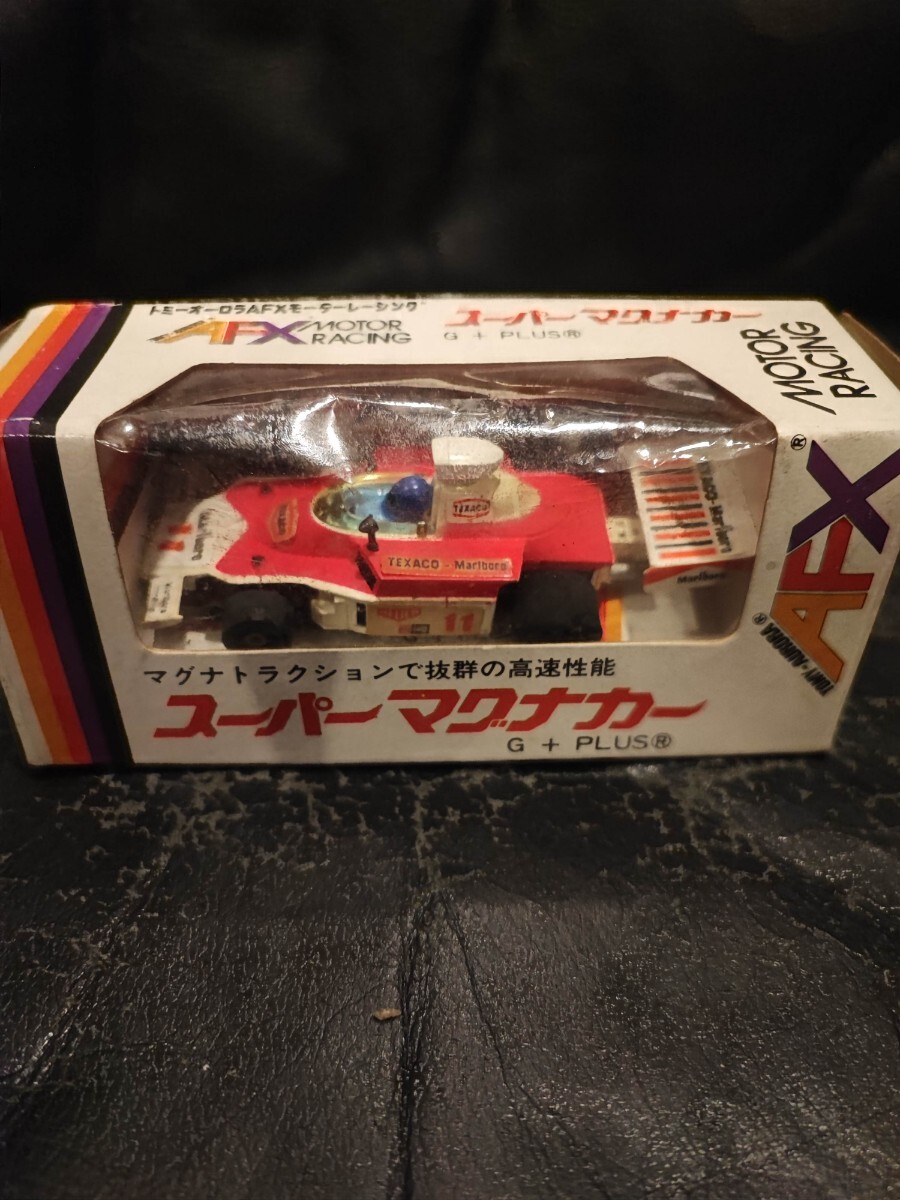 トミーオーロラAFXモーターレーシング
AFX MOTOR RACING
スーパーマグナカー
G + PLUS®
MOTOR RACING
AFX®
TOMY-AURORA®
TEXACO
TEXACO - Marlboro
11
Marlboro
11
Marlboro
マグナトラクションで抜群の高速性能
スーパーマグナカー
G + PLUS®